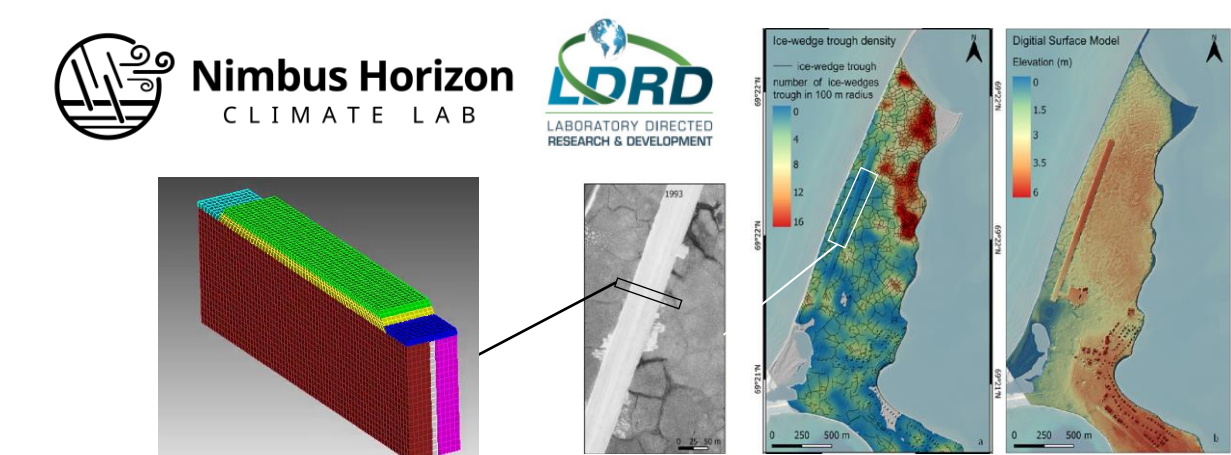 Nimbus Horizon
CLIMATE LAB
LDRD
LABORATORY DIRECTED
RESEARCH & DEVELOPMENT
1993
0 25 50 m
Ice-wedge trough density
ice-wedge trough
number of ice-wedges
trough in 100 m radius
0
4
8
12
16
N
69°22'N
69°22'N
69°21'N
0 250 500 m
a
Digitial Surface Model
Elevation (m)
0
1.5
3
3.5
6
N
69°22'N
69°22'N
69°21'N
0 250 500 m
b